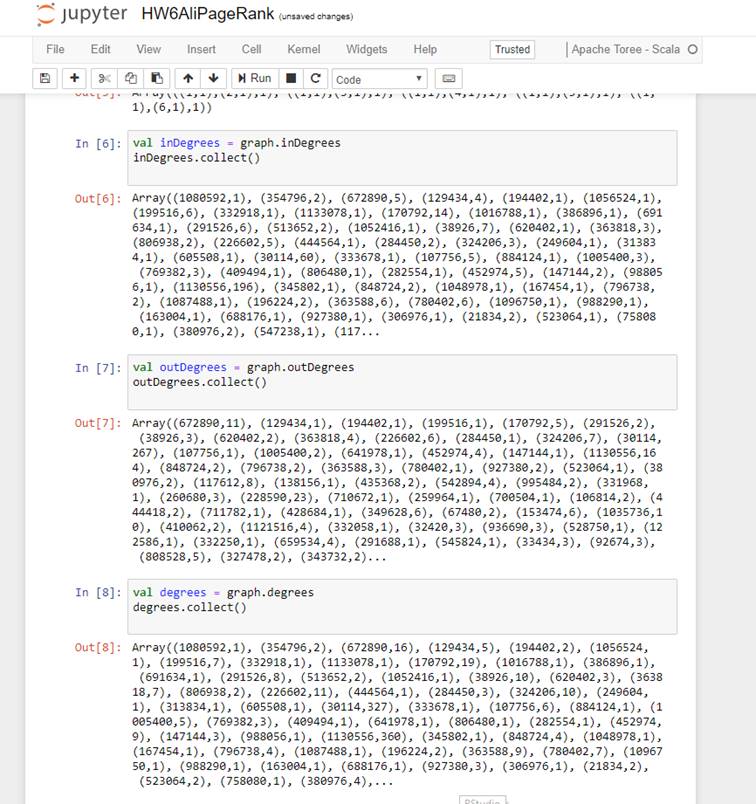 jupyter HW6AliPageRank (unsaved changes)
File Edit View Insert Cell Kernel Widgets Help Trusted Apache Toree - Scala
Run Code
1),(6,1),1))
In [6]: val inDegrees = graph.inDegrees
inDegrees.collect()
Out[6]: Array((1080592,1), (354796,2), (672890,5), (129434,4), (194402,1), (1056524,1),
(199516,6), (332918,1), (1133078,1), (170792,14), (1016788,1), (386896,1), (691
634,1), (291526,6), (513652,2), (1052416,1), (38926,7), (620402,1), (363818,3),
(806938,2), (226602,5), (444564,1), (284450,2), (324206,3), (249604,1), (31383
4,1), (605508,1), (30114,60), (333678,1), (107756,5), (884124,1), (1005400,3),
(769382,3), (409494,1), (806480,1), (282554,1), (452974,5), (147144,2), (98805
6,1), (1130556,196), (345802,1), (848724,2), (1048978,1), (167454,1), (796738,
2), (1087488,1), (196224,2), (363588,6), (780402,6), (1096750,1), (988290,1),
(163004,1), (688176,1), (927380,1), (306976,1), (21834,2), (523064,1), (75808
0,1), (380976,2), (547238,1), (117...
In [7]: val outDegrees = graph.outDegrees
outDegrees.collect()
Out[7]: Array((672890,11), (129434,1), (194402,1), (199516,1), (170792,5), (291526,2),
(38926,3), (620402,2), (363818,4), (226602,6), (284450,1), (324206,7), (30114,
267), (107756,1), (1005400,2), (641978,1), (452974,4), (147144,1), (1130556,16
4), (848724,2), (796738,2), (363588,3), (780402,1), (927380,2), (523064,1), (38
0976,2), (117612,8), (138156,1), (435368,2), (542894,4), (995484,2), (331968,
1), (260680,3), (228590,23), (710672,1), (259964,1), (700504,1), (106814,2), (4
44418,2), (711782,1), (428684,1), (349628,6), (67480,2), (153474,6), (1035736,1
0), (410062,2), (1121516,4), (332058,1), (32420,3), (936690,3), (528750,1), (12
2586,1), (332250,1), (659534,4), (291688,1), (545824,1), (33434,3), (92674,3),
(808528,5), (327478,2), (343732,2)...
In [8]: val degrees = graph.degrees
degrees.collect()
Out[8]: Array((1080592,1), (354796,2), (672890,16), (129434,5), (194402,2), (1056524,
1), (199516,7), (332918,1), (1133078,1), (170792,19), (1016788,1), (386896,1),
(691634,1), (291526,8), (513652,2), (1052416,1), (38926,10), (620402,3), (3638
18,7), (806938,2), (226602,11), (444564,1), (284450,3), (324206,10), (249604,
1), (313834,1), (605508,1), (30114,327), (333678,1), (107756,6), (884124,1), (1
005400,5), (769382,3), (409494,1), (641978,1), (806480,1), (282554,1), (452974,
9), (147144,3), (988056,1), (1130556,360), (345802,1), (848724,4), (1048978,1),
(167454,1), (796738,4), (1087488,1), (196224,2), (363588,9), (780402,7), (10967
50,1), (988290,1), (163004,1), (688176,1), (927380,3), (306976,1), (21834,2),
(523064,2), (758080,1), (380976,4),...